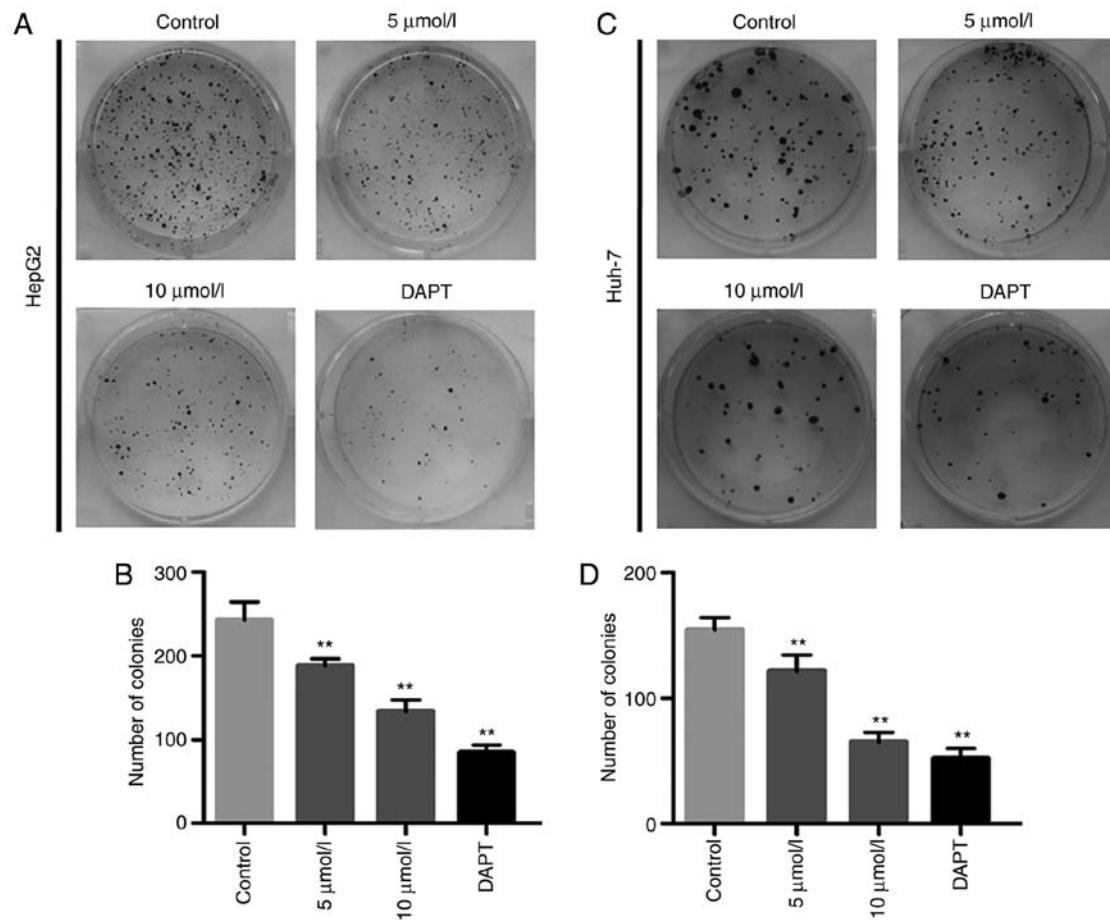 A
Control
5 μmol/l
HepG2
10 μmol/l
DAPT
C
Control
5 μmol/l
Huh-7
10 μmol/l
DAPT
B
Number of colonies
300
200
100
0
**
**
**
Control
5 μmol/l
10 μmol/l
DAPT
D
Number of colonies
200
100
0
**
**
**
Control
5 μmol/l
10 μmol/l
DAPT